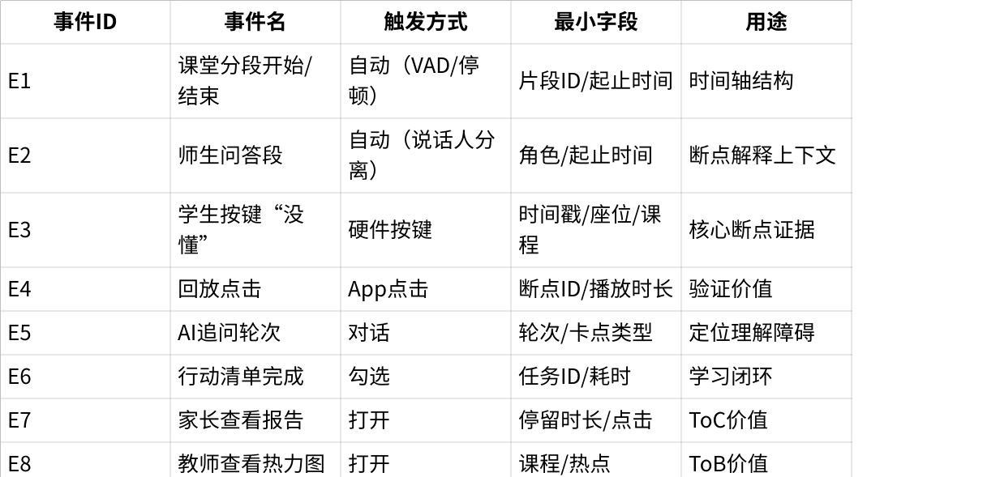 事件ID 事件名 触发方式 最小字段 用途
E1 课堂分段开始/结束 自动（VAD/停顿） 片段ID/起止时间 时间轴结构
E2 师生问答段 自动（说话人分离） 角色/起止时间 断点解释上下文
E3 学生按键“没懂” 硬件按键 时间戳/座位/课程 核心断点证据
E4 回放点击 App点击 断点ID/播放时长 验证价值
E5 AI追问轮次 对话 轮次/卡点类型 定位理解障碍
E6 行动清单完成 勾选 任务ID/耗时 学习闭环
E7 家长查看报告 打开 停留时长/点击 ToC价值
E8 教师查看热力图 打开 课程/热点 ToB价值